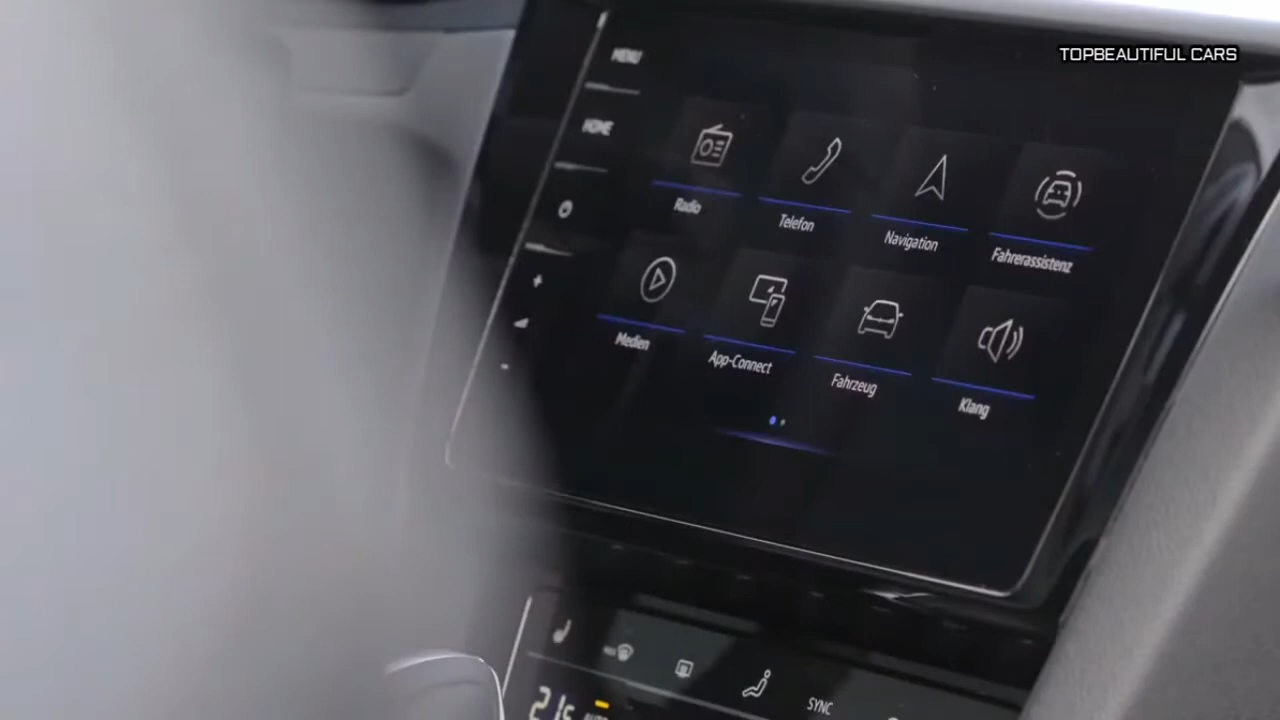 TOPBEAUTIFUL CARS
MENU
HOME
Radio Telefon Navigation Fahrerassistenz
Medien App-Connect Fahrzeug Klang
SYNC